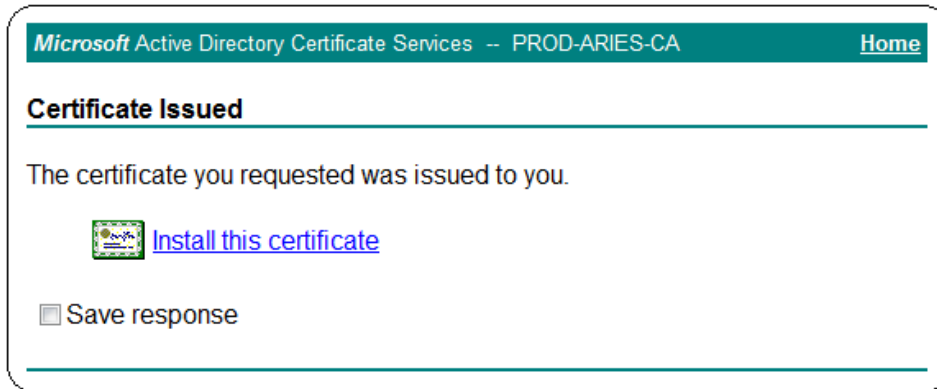 Microsoft Active Directory Certificate Services -- PROD-ARIES-CA Home
Certificate Issued
The certificate you requested was issued to you.
Install this certificate
Save response